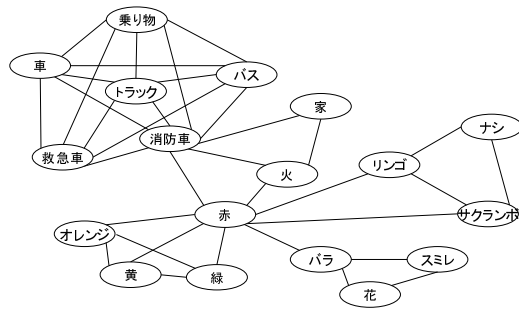 乗り物
車
バス
トラック
家
ナシ
消防車
救急車
リンゴ
火
サクランボ
赤
オレンジ
バラ
スミレ
黄
緑
花